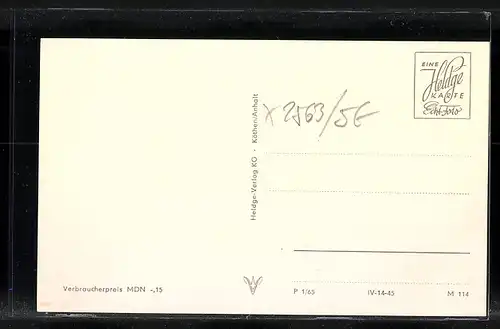 EINE
Heldge
KARTE
Echt Foto
x 2563/5E
Heldge-Verlag KG · Köthen/Anhalt
Verbraucherpreis MDN -,15
P 1/65 IV-14-45 M 114